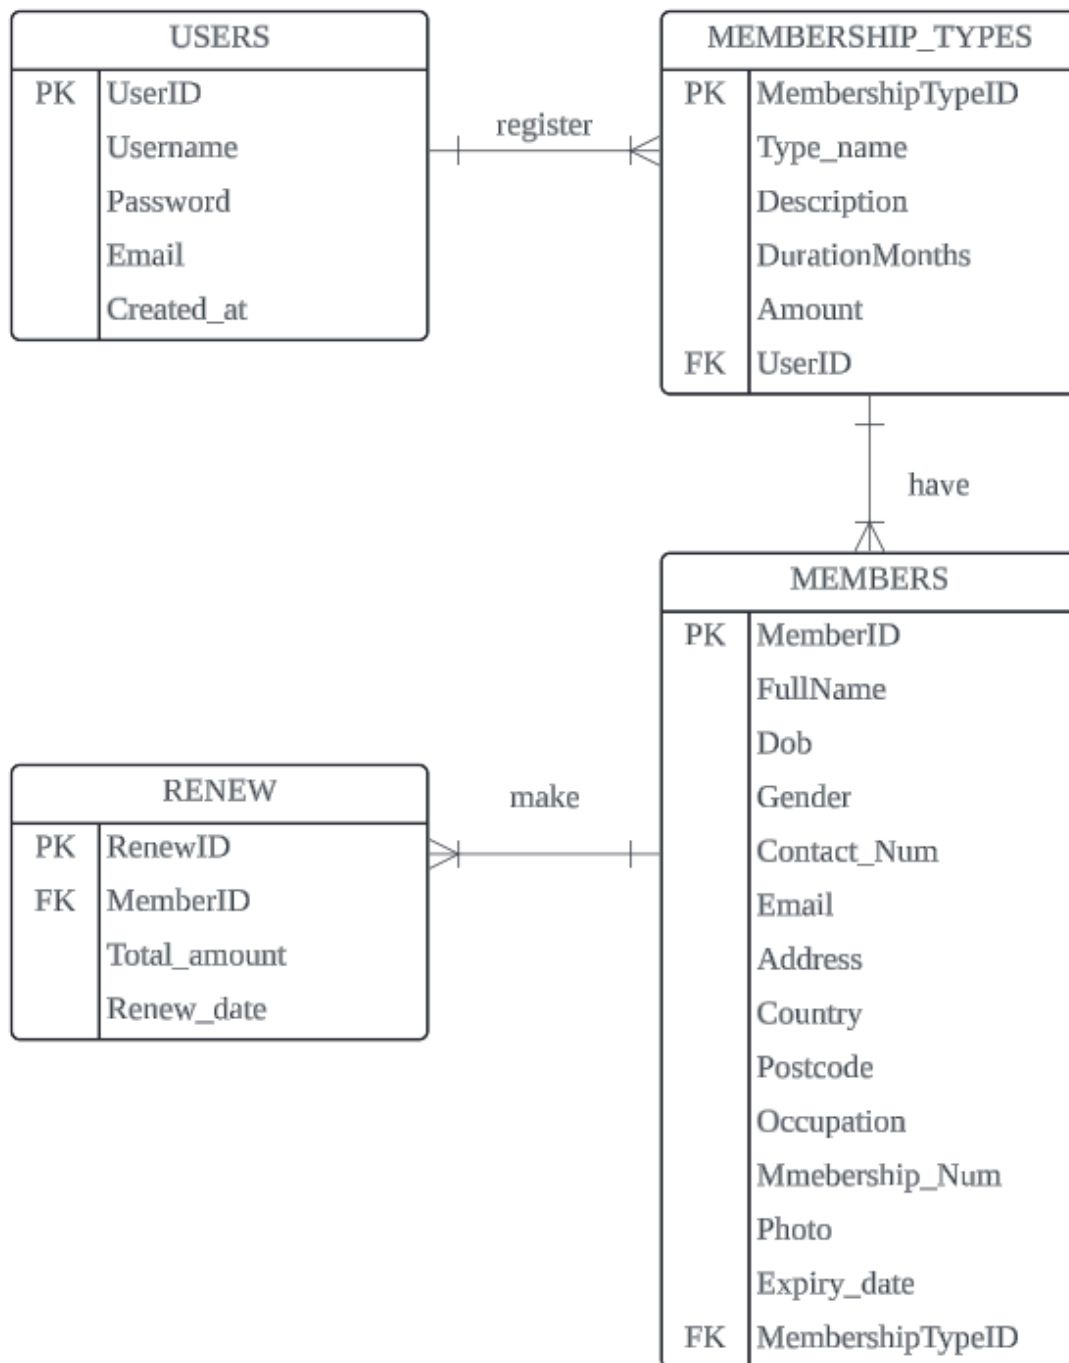 USERS
PK UserID
Username
Password
Email
Created_at
register
MEMBERSHIP_TYPES
PK MembershipTypeID
Type_name
Description
DurationMonths
Amount
FK UserID
have
MEMBERS
PK MemberID
FullName
Dob
Gender
Contact_Num
Email
Address
Country
Postcode
Occupation
Mmebership_Num
Photo
Expiry_date
FK MembershipTypeID
make
RENEW
PK RenewID
FK MemberID
Total_amount
Renew_date